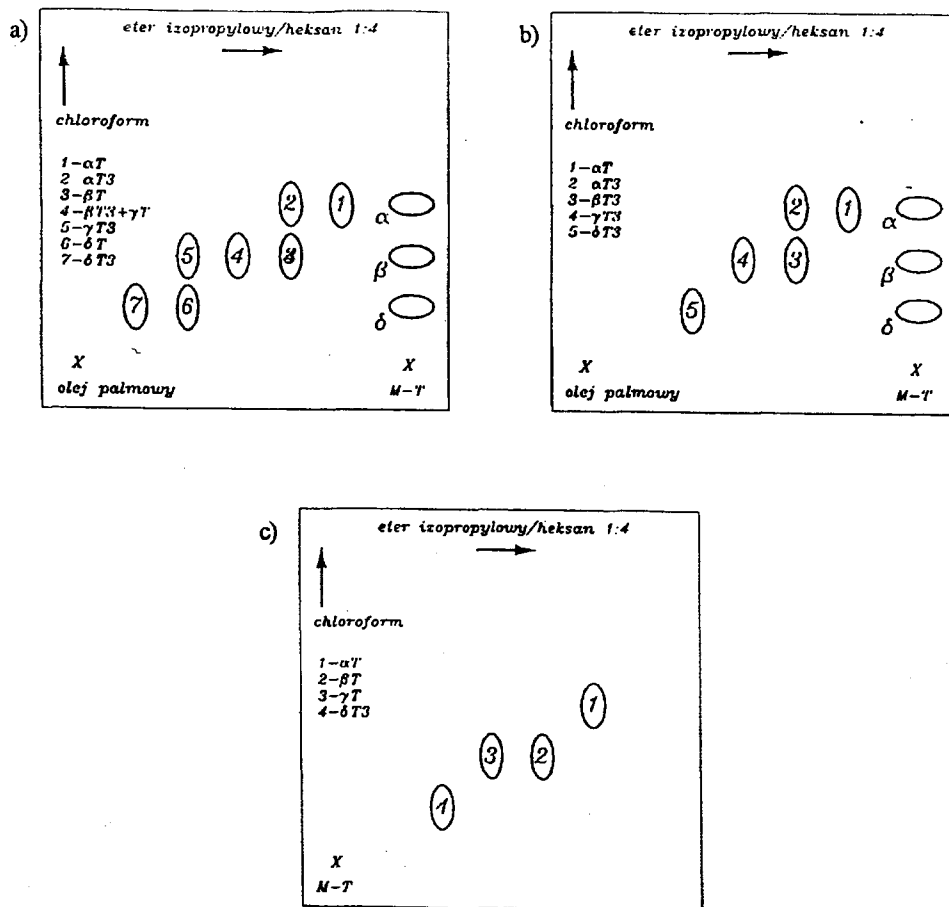 a)
eter izopropylowy/heksan 1:4
chloroform
1-αT
2 αT3
3-βT
4-βT3+γT
5-γT3
6-δT
7-δT3
2 1 α
5 4 3 β
7 6 δ
X X
olej palmowy M-T
b)
eter izopropylowy/heksan 1:4
chloroform
1-αT
2 αT3
3-βT3
4-γT3
5-δT3
2 1 α
4 3 β
5 δ
X X
olej palmowy M-T
c)
eter izopropylowy/heksan 1:4
chloroform
1-αT
2-βT
3-γT
4-δT3
1
3 2
X
M-T